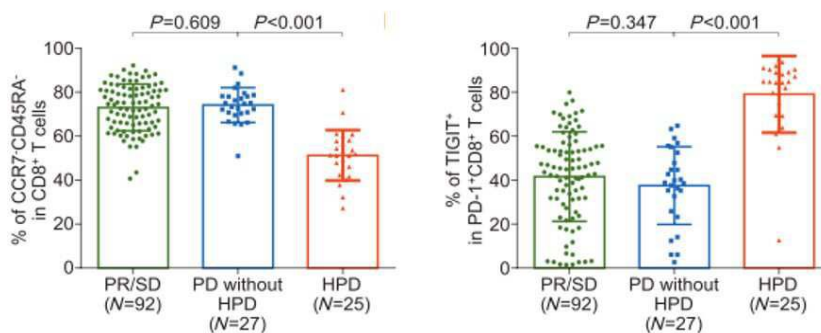 P=0.609 P<0.001
% of CCR7-CD45RA-
in CD8+ T cells
100
80
60
40
20
0
PR/SD
(N=92)
PD without
HPD
(N=27)
HPD
(N=25)
P=0.347 P<0.001
% of TIGIT+
in PD-1+CD8+ T cells
100
80
60
40
20
0
PR/SD
(N=92)
PD without
HPD
(N=27)
HPD
(N=25)